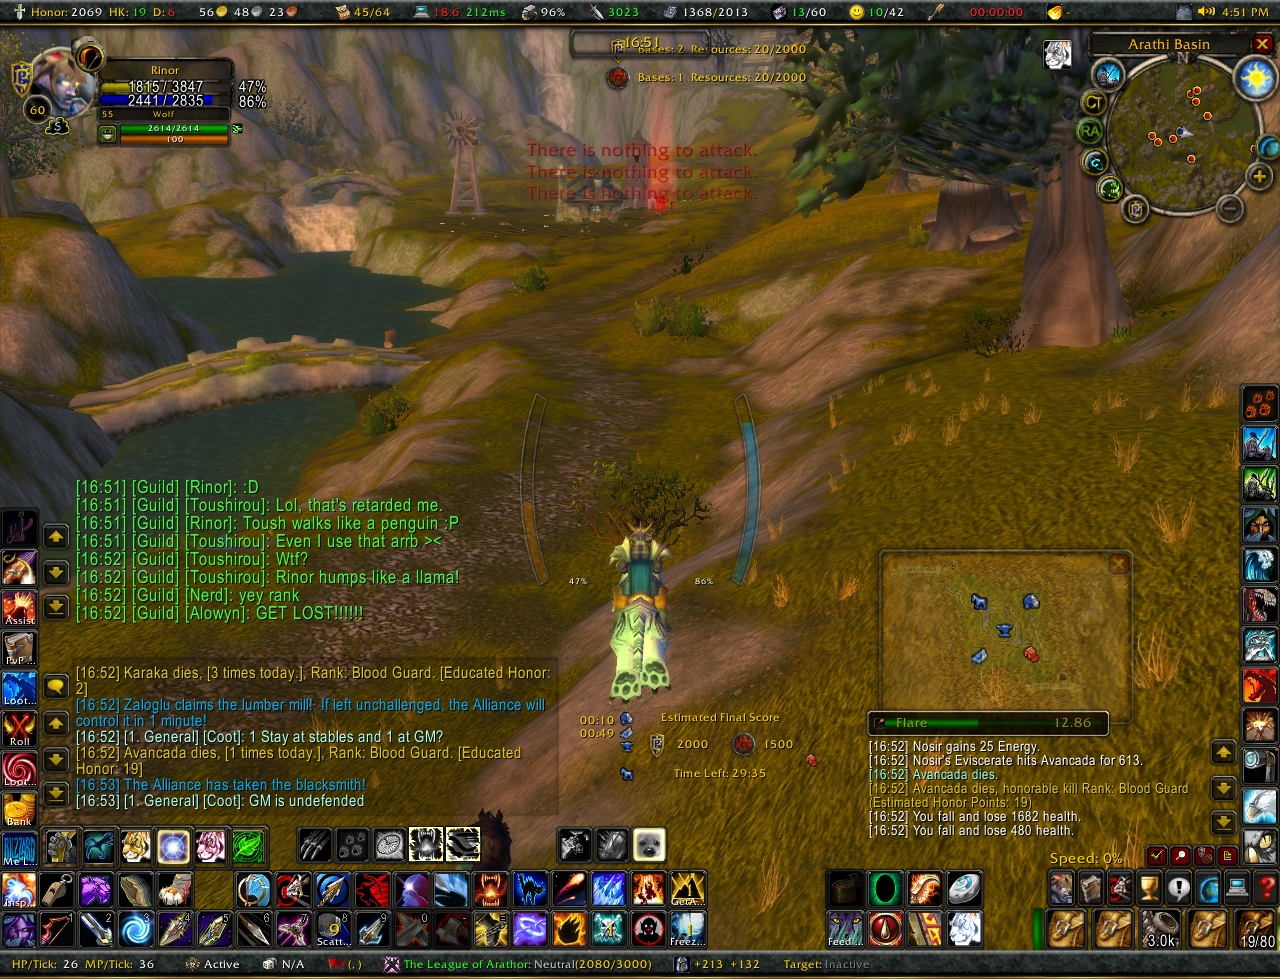 Honor: 2069 HK: 19 D: 6 56 48 23 45/64 18.6 212ms 96% 3023 1368/2013 13/60 10/42 00:00:00 - 4:51 PM
16:51
Bases: 2 Resources: 20/2000
Bases: 1 Resources: 20/2000
Arathi Basin
N
Rinor
1815 / 3847 47%
2441 / 2835 86%
60
55 Wolf
2614/2614
100
CT
RA
There is nothing to attack.
There is nothing to attack.
There is nothing to attack.
[16:51] [Guild] [Rinor]: :D
[16:51] [Guild] [Toushirou]: Lol, that's retarded me.
[16:51] [Guild] [Rinor]: Toush walks like a penguin :P
[16:51] [Guild] [Toushirou]: Even I use that arrb ><
[16:52] [Guild] [Toushirou]: Wtf?
[16:52] [Guild] [Toushirou]: Rinor humps like a llama!
[16:52] [Guild] [Nerd]: yey rank
[16:52] [Guild] [Alowyn]: GET LOST!!!!!!
47% 86%
[16:52] Karaka dies, [3 times today.], Rank: Blood Guard. [Educated Honor:
2]
[16:52] Zaloglu claims the lumber mill! If left unchallenged, the Alliance will
control it in 1 minute!
[16:52] [1. General] [Coot]: 1 Stay at stables and 1 at GM?
[16:52] Avancada dies, [1 times today.], Rank: Blood Guard. [Educated
Honor: 19]
[16:53] The Alliance has taken the blacksmith!
[16:53] [1. General] [Coot]: GM is undefended
00:10
00:49
Estimated Final Score
2000 1500
Time Left: 29:35
Flare 12.86
[16:52] Nosir gains 25 Energy.
[16:52] Nosir's Eviscerate hits Avancada for 613.
[16:52] Avancada dies.
[16:52] Avancada dies, honorable kill Rank: Blood Guard
(Estimated Honor Points: 19)
[16:52] You fall and lose 1682 health.
[16:52] You fall and lose 480 health.
Speed: 0%
Assist
PvP ...
Loot...
Roll
Loot...
Bank
Me L...
Insp...
Scatt...
Freez...
Feed...
3.0k
19/80
HP/Tick: 26 MP/Tick: 36 Active N/A (, ) The League of Arathor: Neutral(2080/3000) +213 +132 Target: Inactive